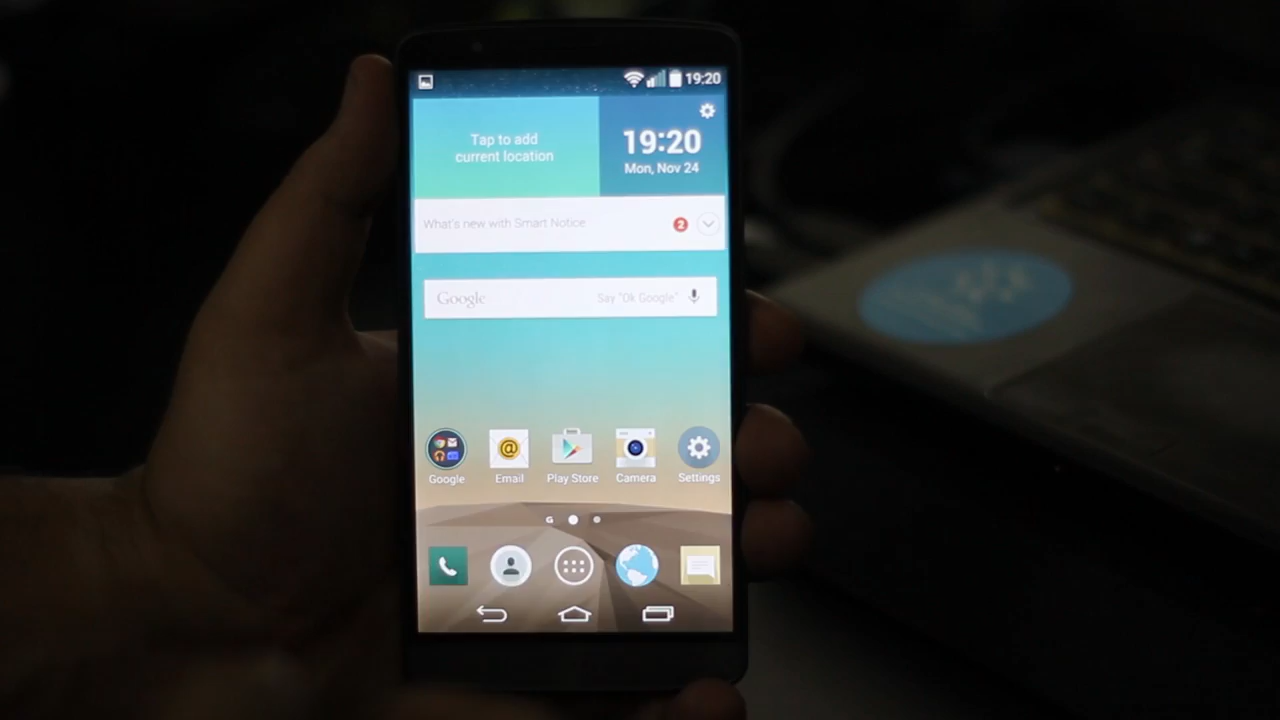 19:20
Tap to add
current location
19:20
Mon, Nov 24
What's new with Smart Notice
2
Google
Say "Ok Google"
@
Google
Email
Play Store
Camera
Settings
G